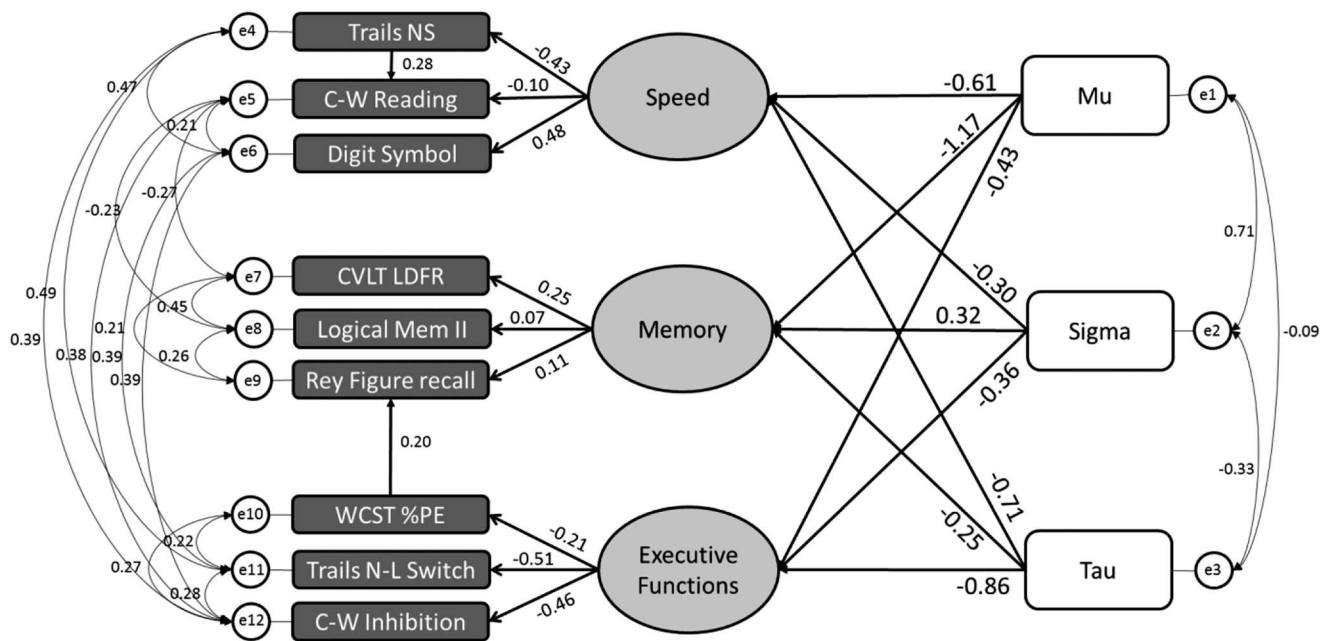 e4
Trails NS
-0.43
0.28
0.47
e5
C-W Reading
-0.10
Speed
-0.61
Mu
e1
0.21
e6
Digit Symbol
0.48
-1.17
-0.43
-0.27
-0.23
0.71
e7
CVLT LDFR
0.25
-0.30
0.49
0.45
e8
Logical Mem II
0.07
Memory
0.32
Sigma
e2
-0.09
0.39
0.38
0.21
0.39
0.39
0.26
e9
Rey Figure recall
0.11
-0.36
0.20
-0.33
e10
WCST %PE
-0.21
-0.71
-0.25
0.22
e11
Trails N-L Switch
-0.51
Executive
Functions
-0.86
Tau
e3
0.27
0.28
e12
C-W Inhibition
-0.46